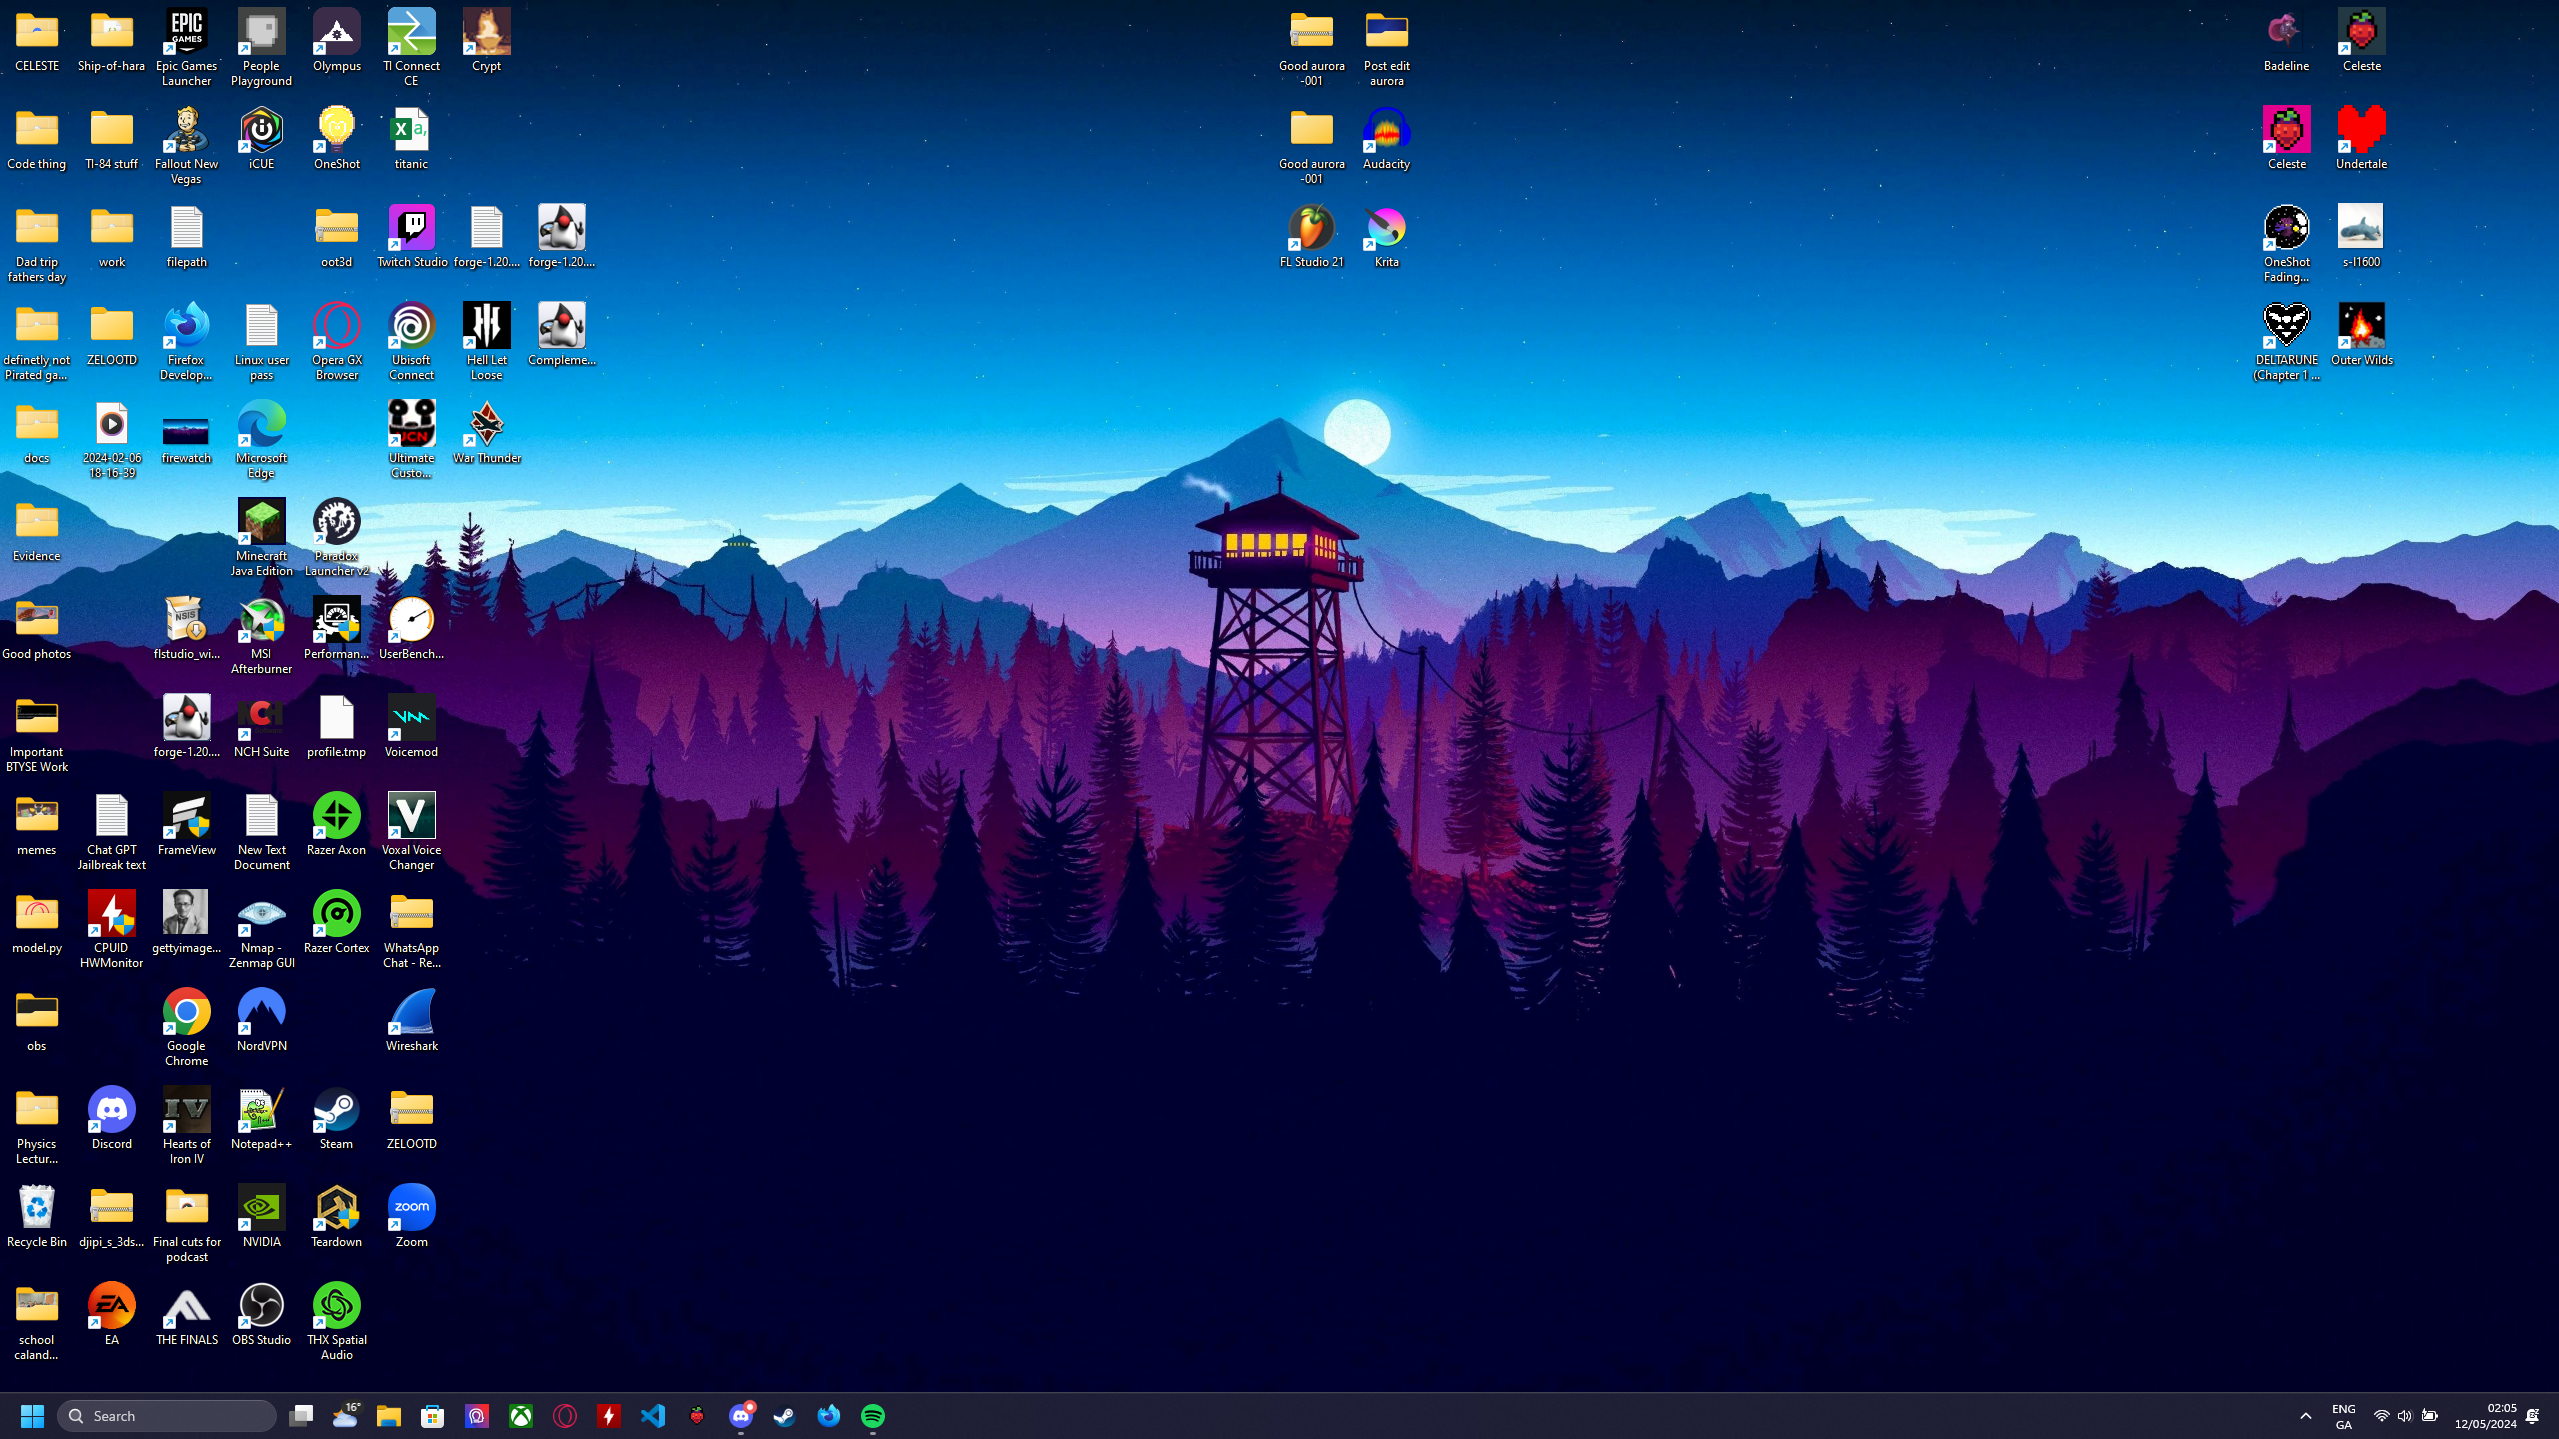 CELESTE
Ship-of-hara
EPIC
GAMES
Epic Games
Launcher
People
Playground
Olympus
TI Connect
CE
Crypt
Good aurora
-001
Post edit
aurora
Badeline
Celeste
Code thing
TI-84 stuff
Fallout New
Vegas
iCUE
OneShot
titanic
Good aurora
-001
Audacity
Celeste
Undertale
Dad trip
fathers day
work
filepath
oot3d
Twitch Studio
forge-1.20....
forge-1.20....
FL Studio 21
Krita
OneShot
Fading...
s-l1600
definetly not
Pirated ga...
ZELOOTD
Firefox
Develop...
Linux user
pass
Opera GX
Browser
Ubisoft
Connect
Hell Let
Loose
Compleme...
DELTARUNE
(Chapter 1 ...
Outer Wilds
docs
2024-02-06
18-16-39
firewatch
Microsoft
Edge
UCN
Ultimate
Custo...
War Thunder
Evidence
Minecraft
Java Edition
Paradox
Launcher v2
Good photos
NSIS
flstudio_wi...
MSI
Afterburner
Performan...
UserBench...
Important
BTYSE Work
forge-1.20....
NCH
NCH Suite
profile.tmp
Voicemod
memes
Chat GPT
Jailbreak text
FrameView
New Text
Document
Razer Axon
V
Voxal Voice
Changer
model.py
CPUID
HWMonitor
gettyimage...
Nmap -
Zenmap GUI
Razer Cortex
WhatsApp
Chat - Re...
obs
Google
Chrome
NordVPN
Wireshark
Physics
Lectur...
Discord
IV
Hearts of
Iron IV
Notepad++
Steam
ZELOOTD
Recycle Bin
djipi_s_3ds...
Final cuts for
podcast
NVIDIA
Teardown
zoom
Zoom
school
caland...
EA
EA
THE FINALS
OBS Studio
THX Spatial
Audio
Search
16°
ENG
GA
02:05
12/05/2024